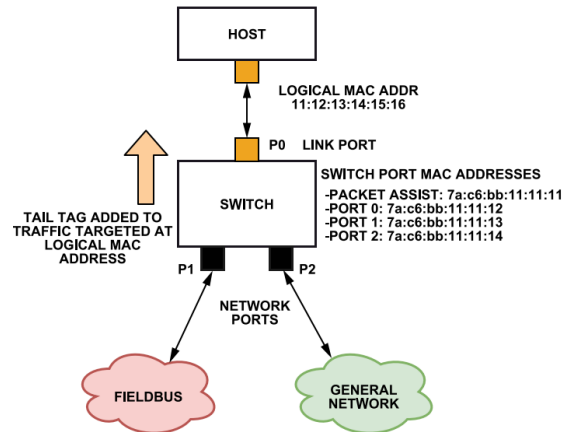 HOST
LOGICAL MAC ADDR
11:12:13:14:15:16
P0 LINK PORT
SWITCH PORT MAC ADDRESSES
-PACKET ASSIST: 7a:c6:bb:11:11:11
-PORT 0: 7a:c6:bb:11:11:12
-PORT 1: 7a:c6:bb:11:11:13
-PORT 2: 7a:c6:bb:11:11:14
SWITCH
TAIL TAG ADDED TO
TRAFFIC TARGETED AT
LOGICAL MAC
ADDRESS
P1
P2
NETWORK
PORTS
FIELDBUS
GENERAL
NETWORK